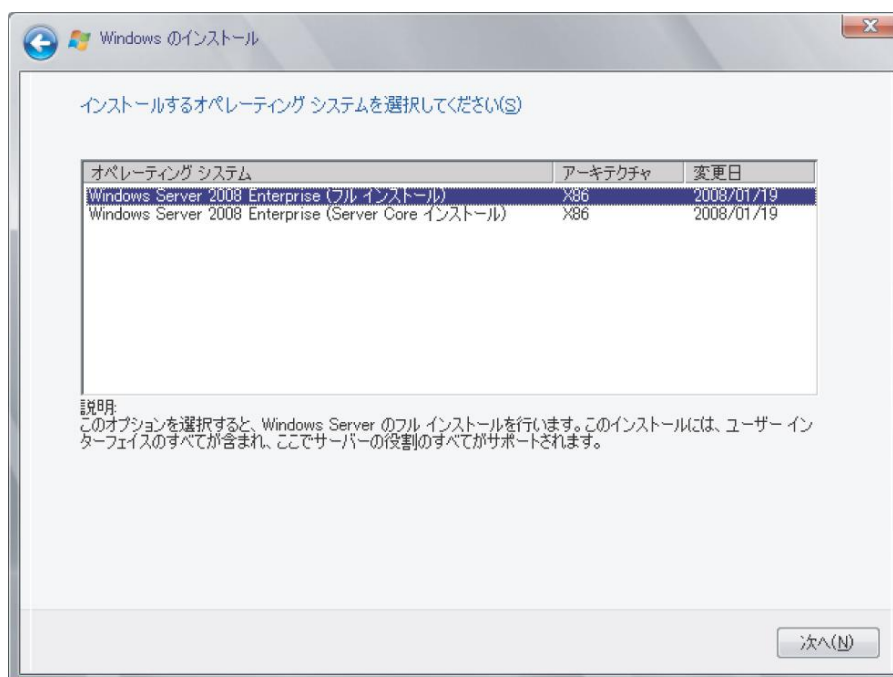 Windows のインストール
インストールするオペレーティング システムを選択してください(S)
オペレーティング システム アーキテクチャ 変更日
Windows Server 2008 Enterprise (フル インストール) X86 2008/01/19
Windows Server 2008 Enterprise (Server Core インストール) X86 2008/01/19
説明:
このオプションを選択すると、Windows Server のフル インストールを行います。このインストールには、ユーザー イン
ターフェイスのすべてが含まれ、ここでサーバーの役割のすべてがサポートされます。
次へ(N)